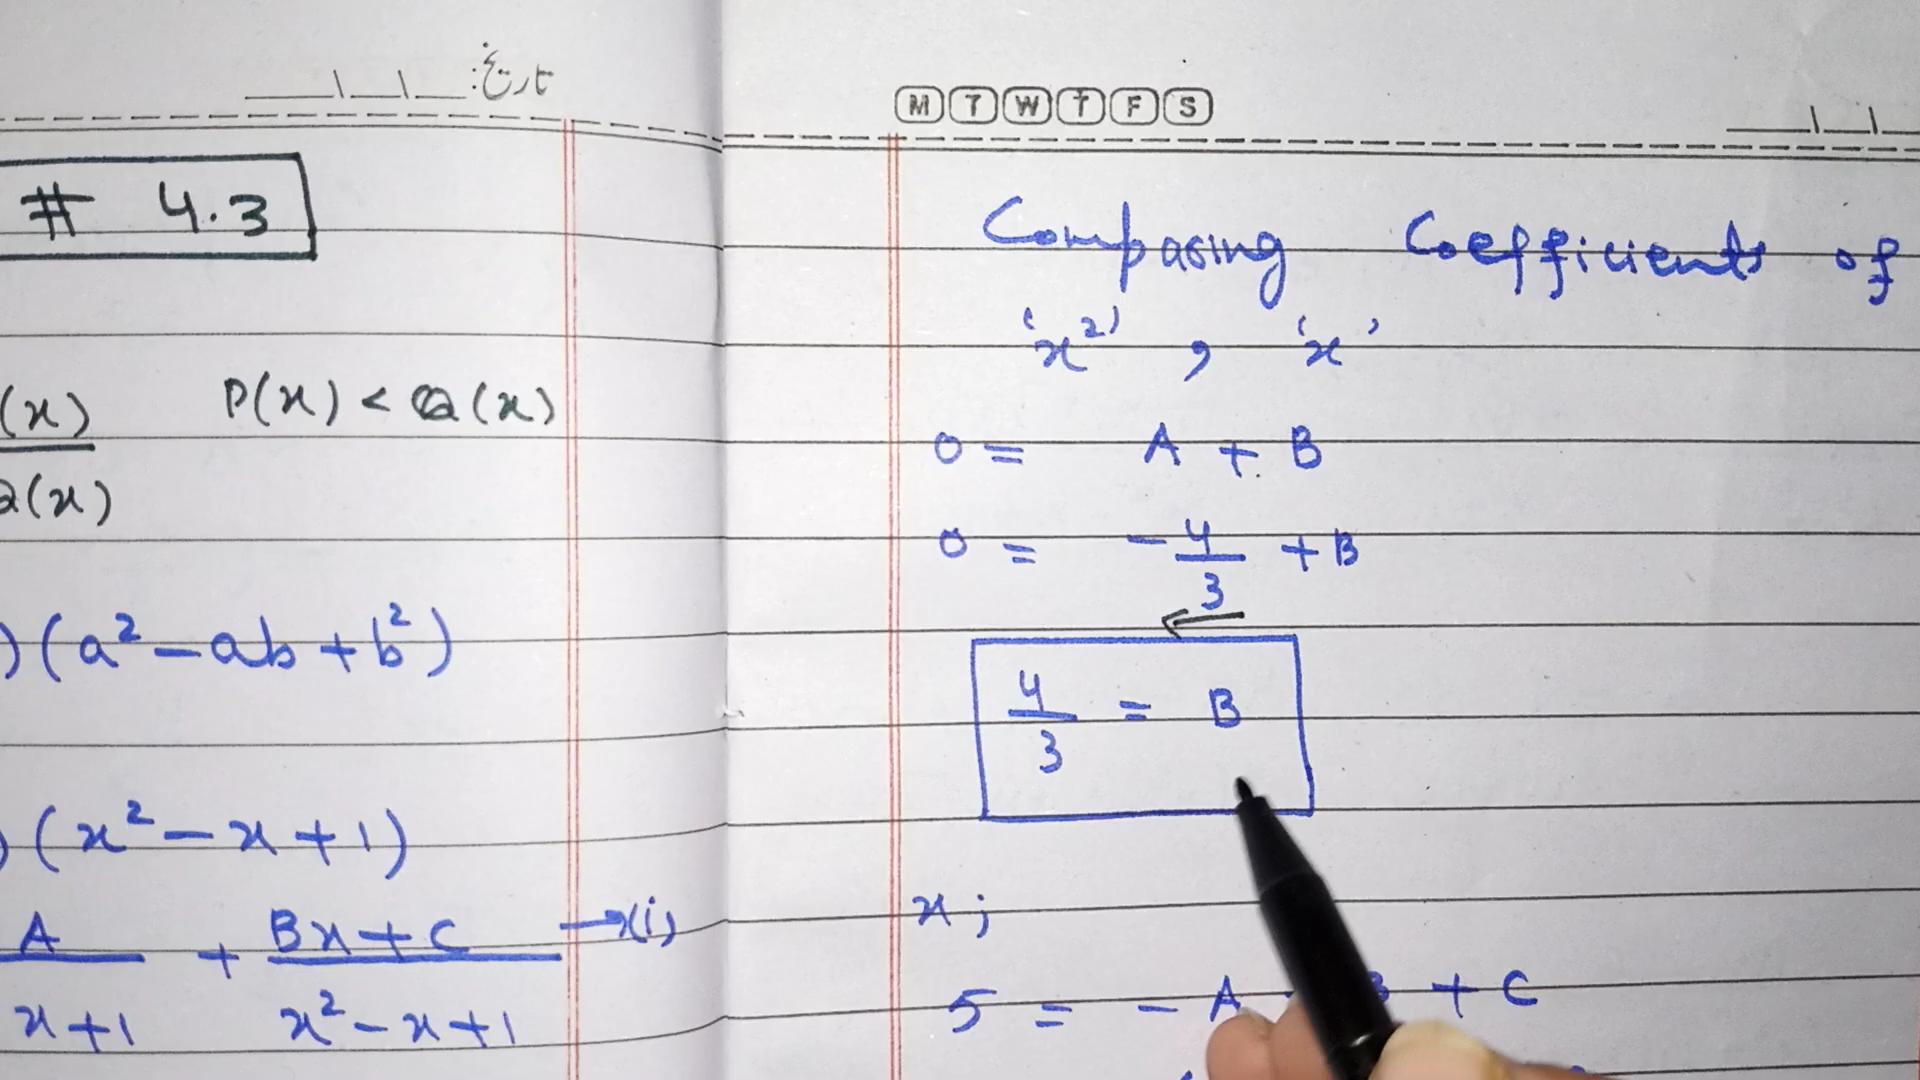 تاریخ:
# 4.3
(x) P(x) < Q(x)
Q(x)
)(a² - ab + b²)
)(x² - x + 1)
A/x+1 + Bx+C/x²-x+1 → (i)
M T W T F S
Comparing Coefficients of
'x²' , 'x'
0 = A + B
0 = -4/3 + B
4/3 = B
x ;
5 = -A B + C